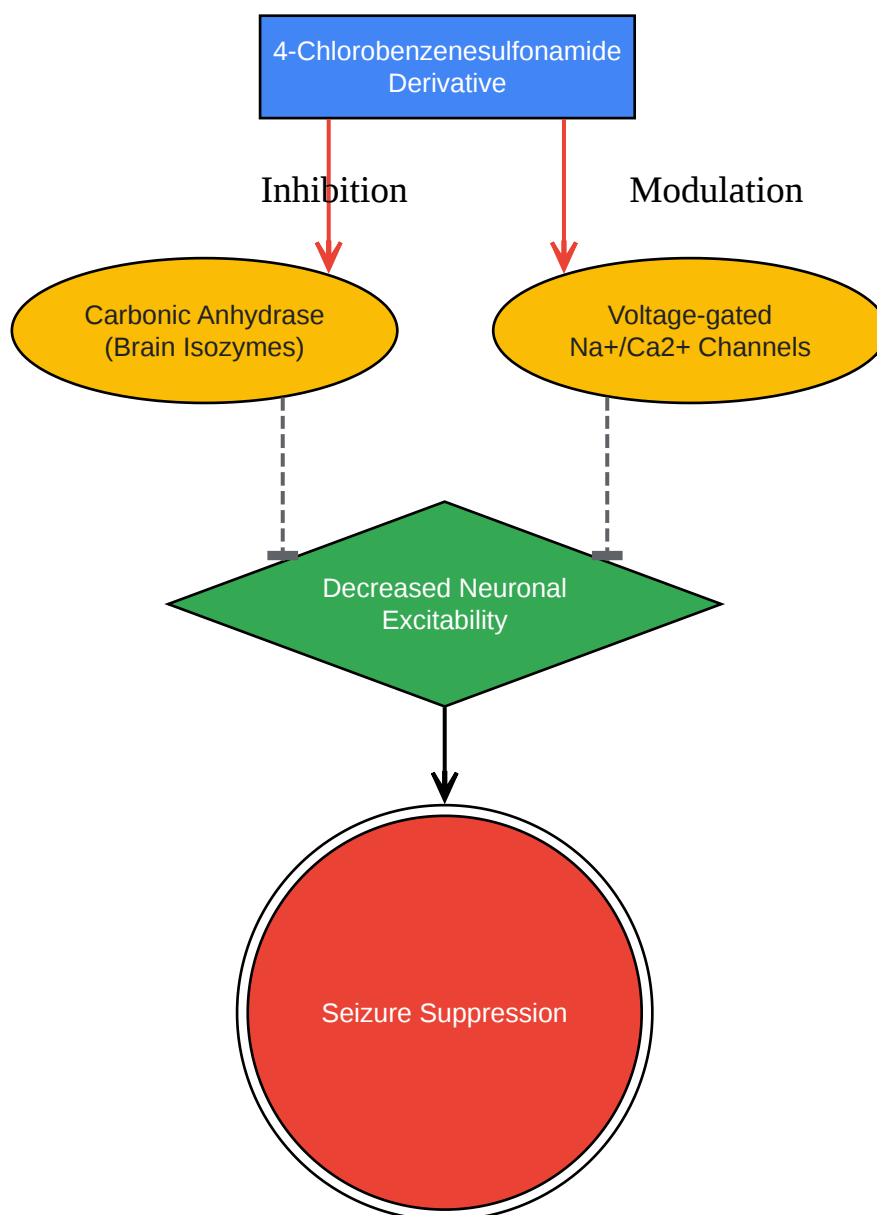 4-Chlorobenzenesulfonamide
Derivative
Inhibition
Modulation
Carbonic Anhydrase
(Brain Isozymes)
Voltage-gated
Na+/Ca2+ Channels
Decreased Neuronal
Excitability
Seizure Suppression